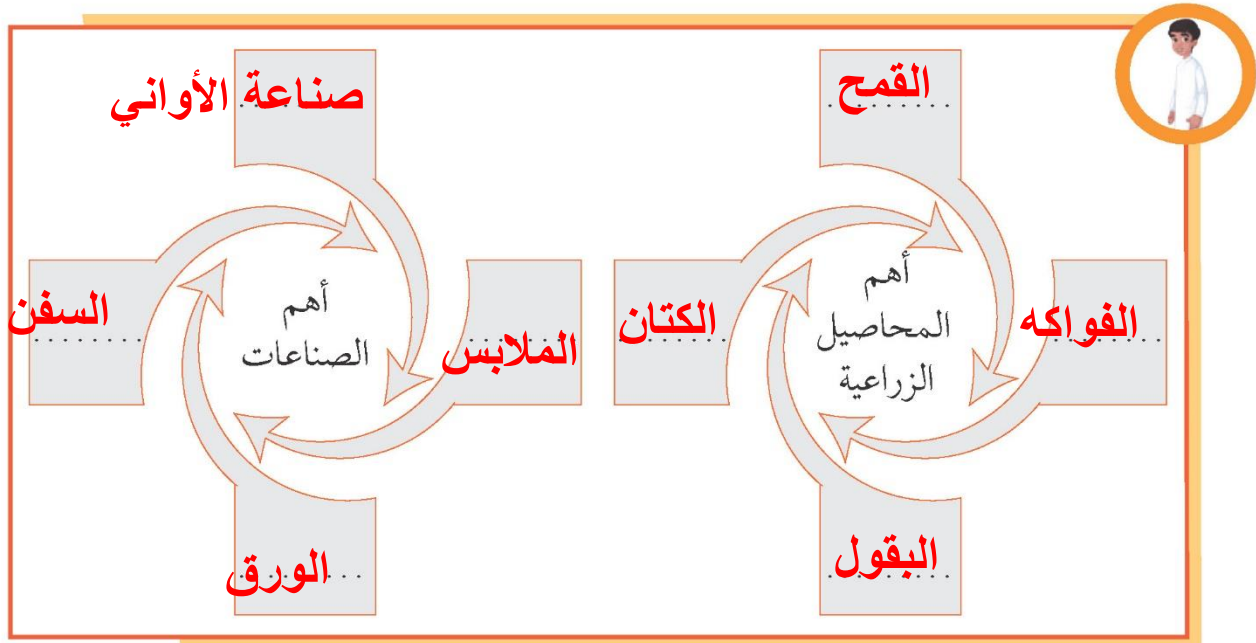 القمح
الفواكه
أهم
المحاصيل
الزراعية
الكتان
البقول
صناعة الأواني
الملابس
أهم
الصناعات
السفن
الورق